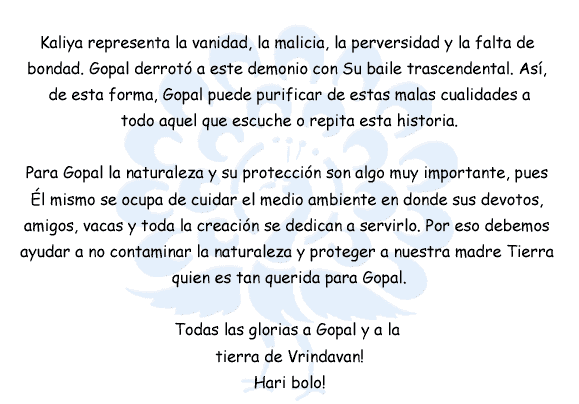 Kaliya representa la vanidad, la malicia, la perversidad y la falta de
bondad. Gopal derrotó a este demonio con Su baile trascendental. Así,
de esta forma, Gopal puede purificar de estas malas cualidades a
todo aquel que escuche o repita esta historia.
Para Gopal la naturaleza y su protección son algo muy importante, pues
Él mismo se ocupa de cuidar el medio ambiente en donde sus devotos,
amigos, vacas y toda la creación se dedican a servirlo. Por eso debemos
ayudar a no contaminar la naturaleza y proteger a nuestra madre Tierra
quien es tan querida para Gopal.
Todas las glorias a Gopal y a la
tierra de Vrindavan!
Hari bolo!